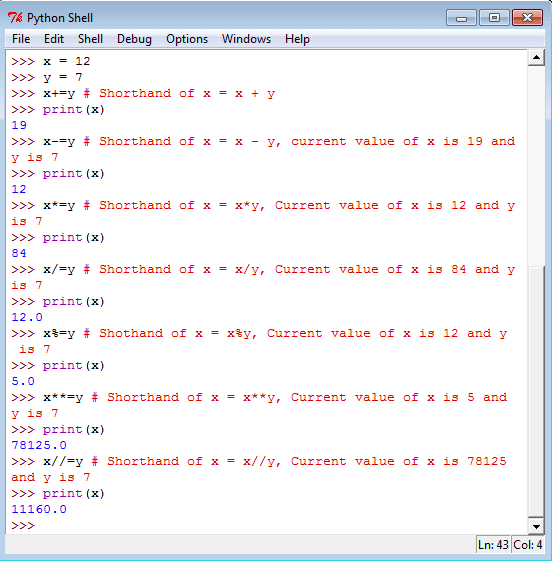 Python Shell
File Edit Shell Debug Options Windows Help
>>> x = 12
>>> y = 7
>>> x+=y # Shorthand of x = x + y
>>> print(x)
19
>>> x-=y # Shorthand of x = x - y, current value of x is 19 and
y is 7
>>> print(x)
12
>>> x*=y # Shorthand of x = x*y, Current value of x is 12 and y
is 7
>>> print(x)
84
>>> x/=y # Shorthand of x = x/y, Current value of x is 84 and y
is 7
>>> print(x)
12.0
>>> x%=y # Shothand of x = x%y, Current value of x is 12 and y
 is 7
>>> print(x)
5.0
>>> x**=y # Shorthand of x = x**y, Current value of x is 5 and
y is 7
>>> print(x)
78125.0
>>> x//=y # Shorthand of x = x//y, Current value of x is 78125
and y is 7
>>> print(x)
11160.0
>>>
Ln: 43 Col: 4